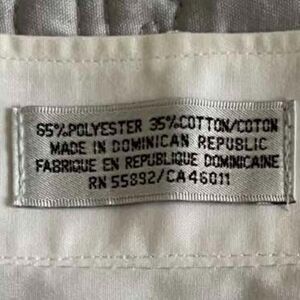 65%POLYESTER 35%COTTON/COTON
MADE IN DOMINICAN REPUBLIC
FABRIQUE EN REPUBLIQUE DOMINICAINE
RN 55892/CA46011